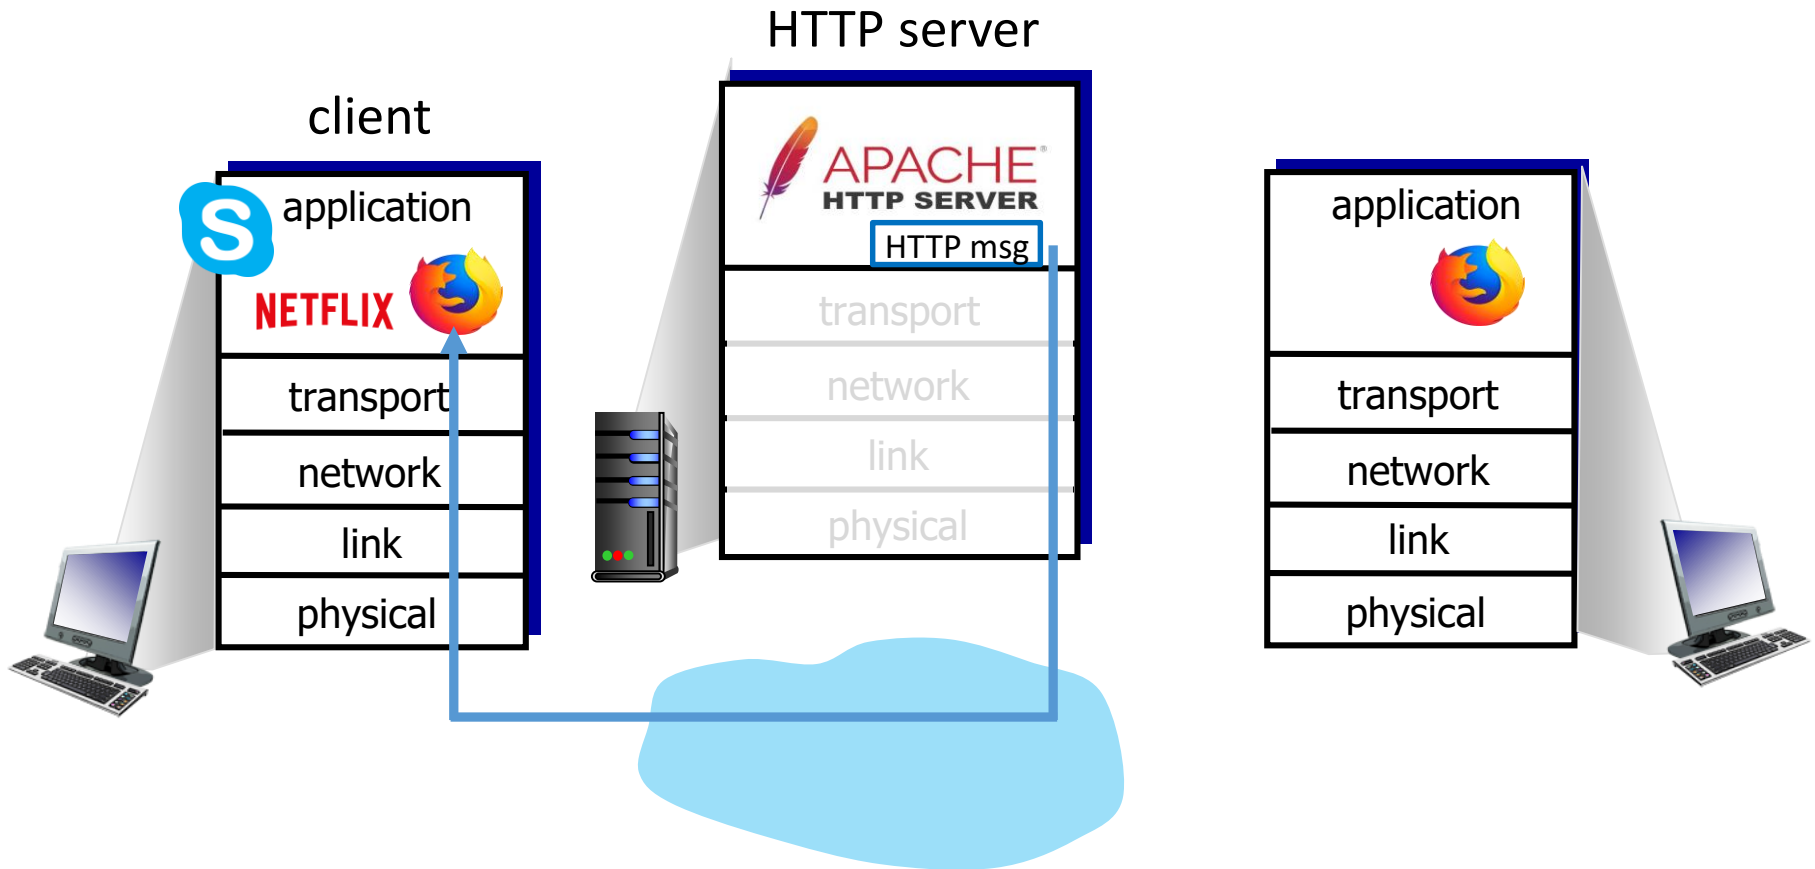 HTTP server
client
S
application
NETFLIX
transport
network
link
physical
APACHE®
HTTP SERVER
HTTP msg
transport
network
link
physical
application
transport
network
link
physical